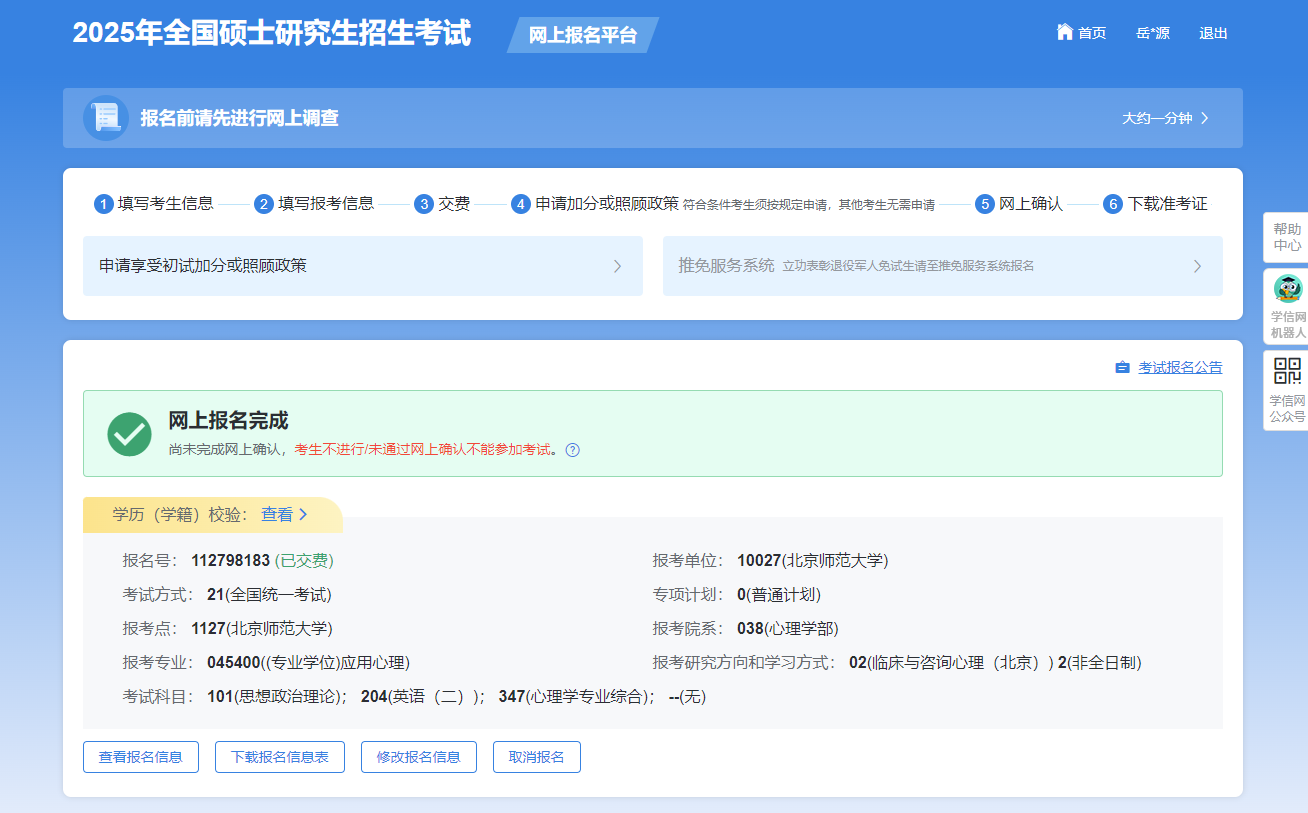 2025年全国硕士研究生招生考试 网上报名平台 首页 岳*源 退出
报名前请先进行网上调查 大约一分钟
1 填写考生信息 2 填写报考信息 3 交费 4 申请加分或照顾政策 符合条件考生须按规定申请，其他考生无需申请 5 网上确认 6 下载准考证
申请享受初试加分或照顾政策
推免服务系统 立功表彰退役军人免试生请至推免服务系统报名
考试报名公告
网上报名完成
尚未完成网上确认，考生不进行/未通过网上确认不能参加考试。?
学历（学籍）校验： 查看
报名号： 112798183 (已交费) 报考单位： 10027(北京师范大学)
考试方式： 21(全国统一考试) 专项计划： 0(普通计划)
报考点： 1127(北京师范大学) 报考院系： 038(心理学部)
报考专业： 045400((专业学位)应用心理) 报考研究方向和学习方式： 02(临床与咨询心理（北京）) 2(非全日制)
考试科目： 101(思想政治理论)； 204(英语（二）)； 347(心理学专业综合)； --(无)
查看报名信息 下载报名信息表 修改报名信息 取消报名
帮助
中心
学信网
机器人
学信网
公众号